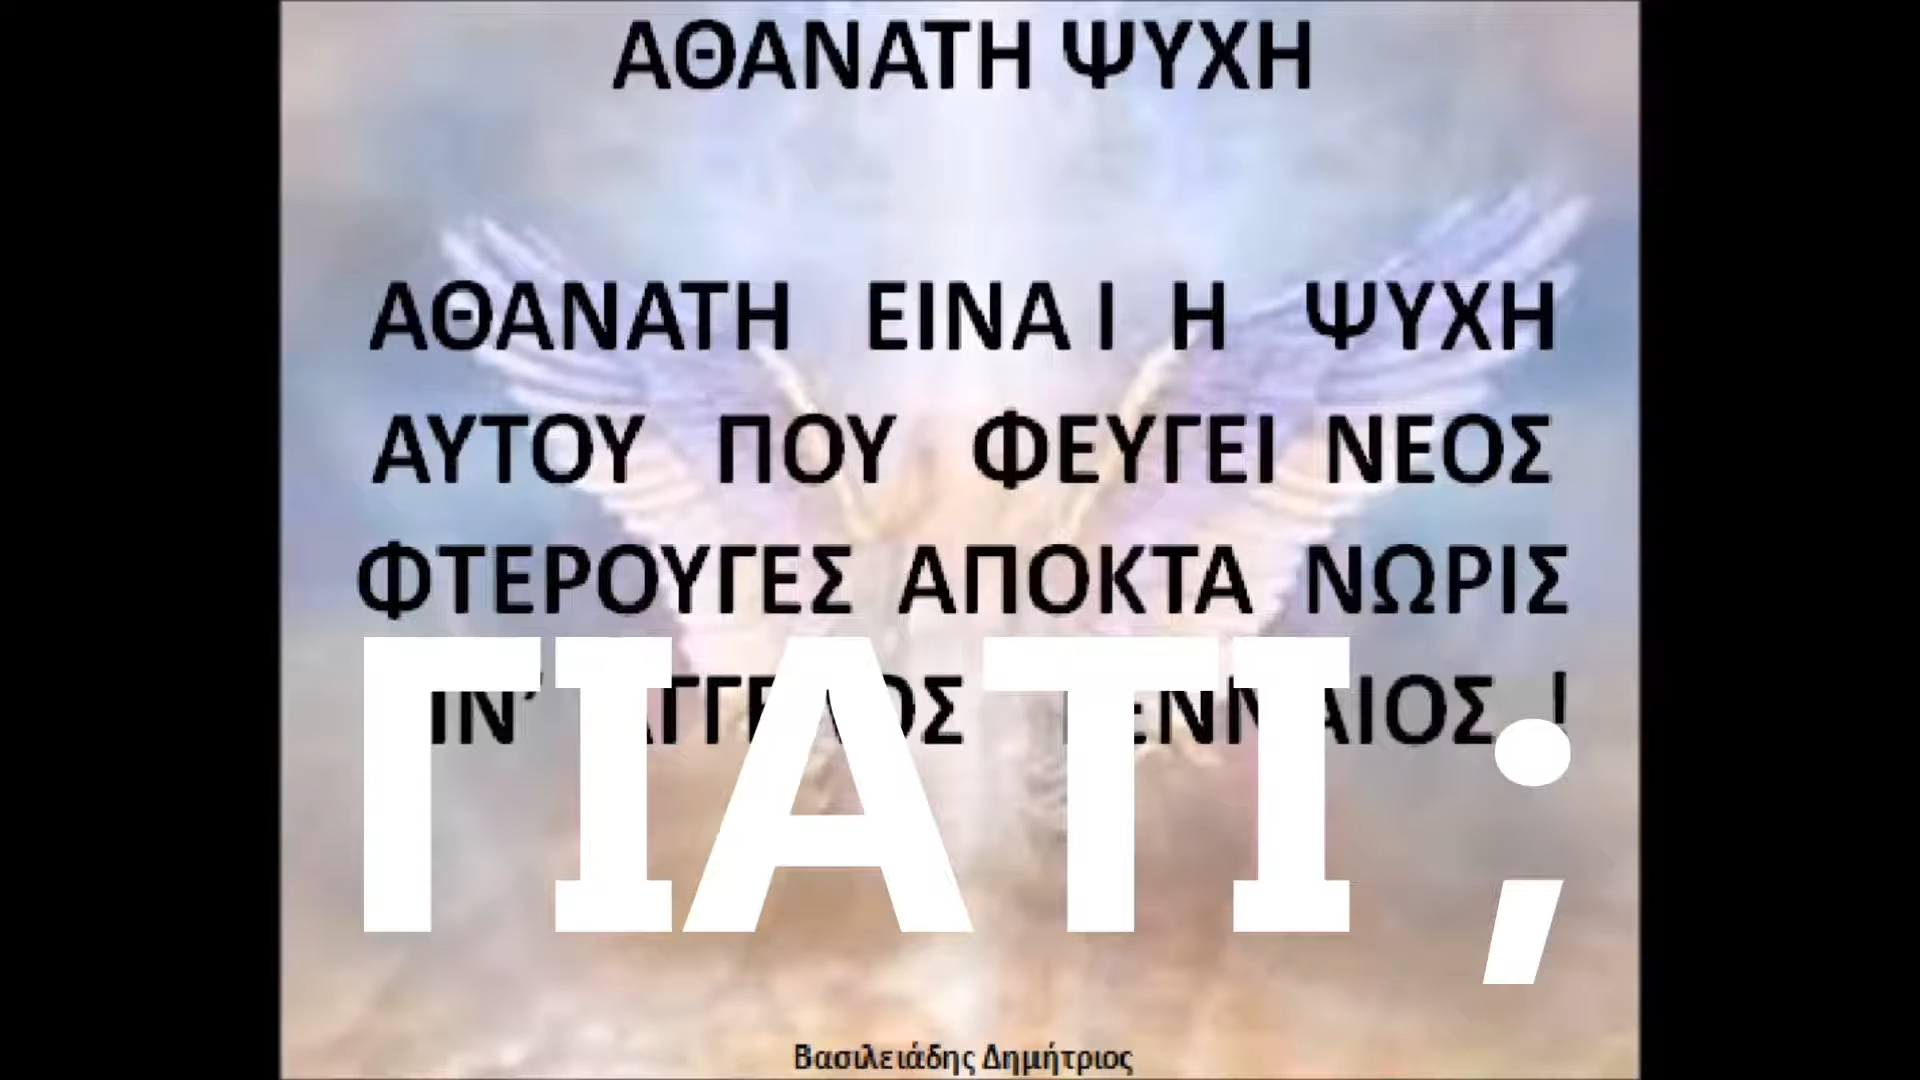 ΑΘΑΝΑΤΗ ΨΥΧΗ
ΑΘΑΝΑΤΗ ΕΙΝΑΙ Η ΨΥΧΗ
ΑΥΤΟΥ ΠΟΥ ΦΕΥΓΕΙ ΝΕΟΣ
ΦΤΕΡΟΥΓΕΣ ΑΠΟΚΤΑ ΝΩΡΙΣ
ΓΙΑΤΙ ;
Βασιλειάδης Δημήτριος